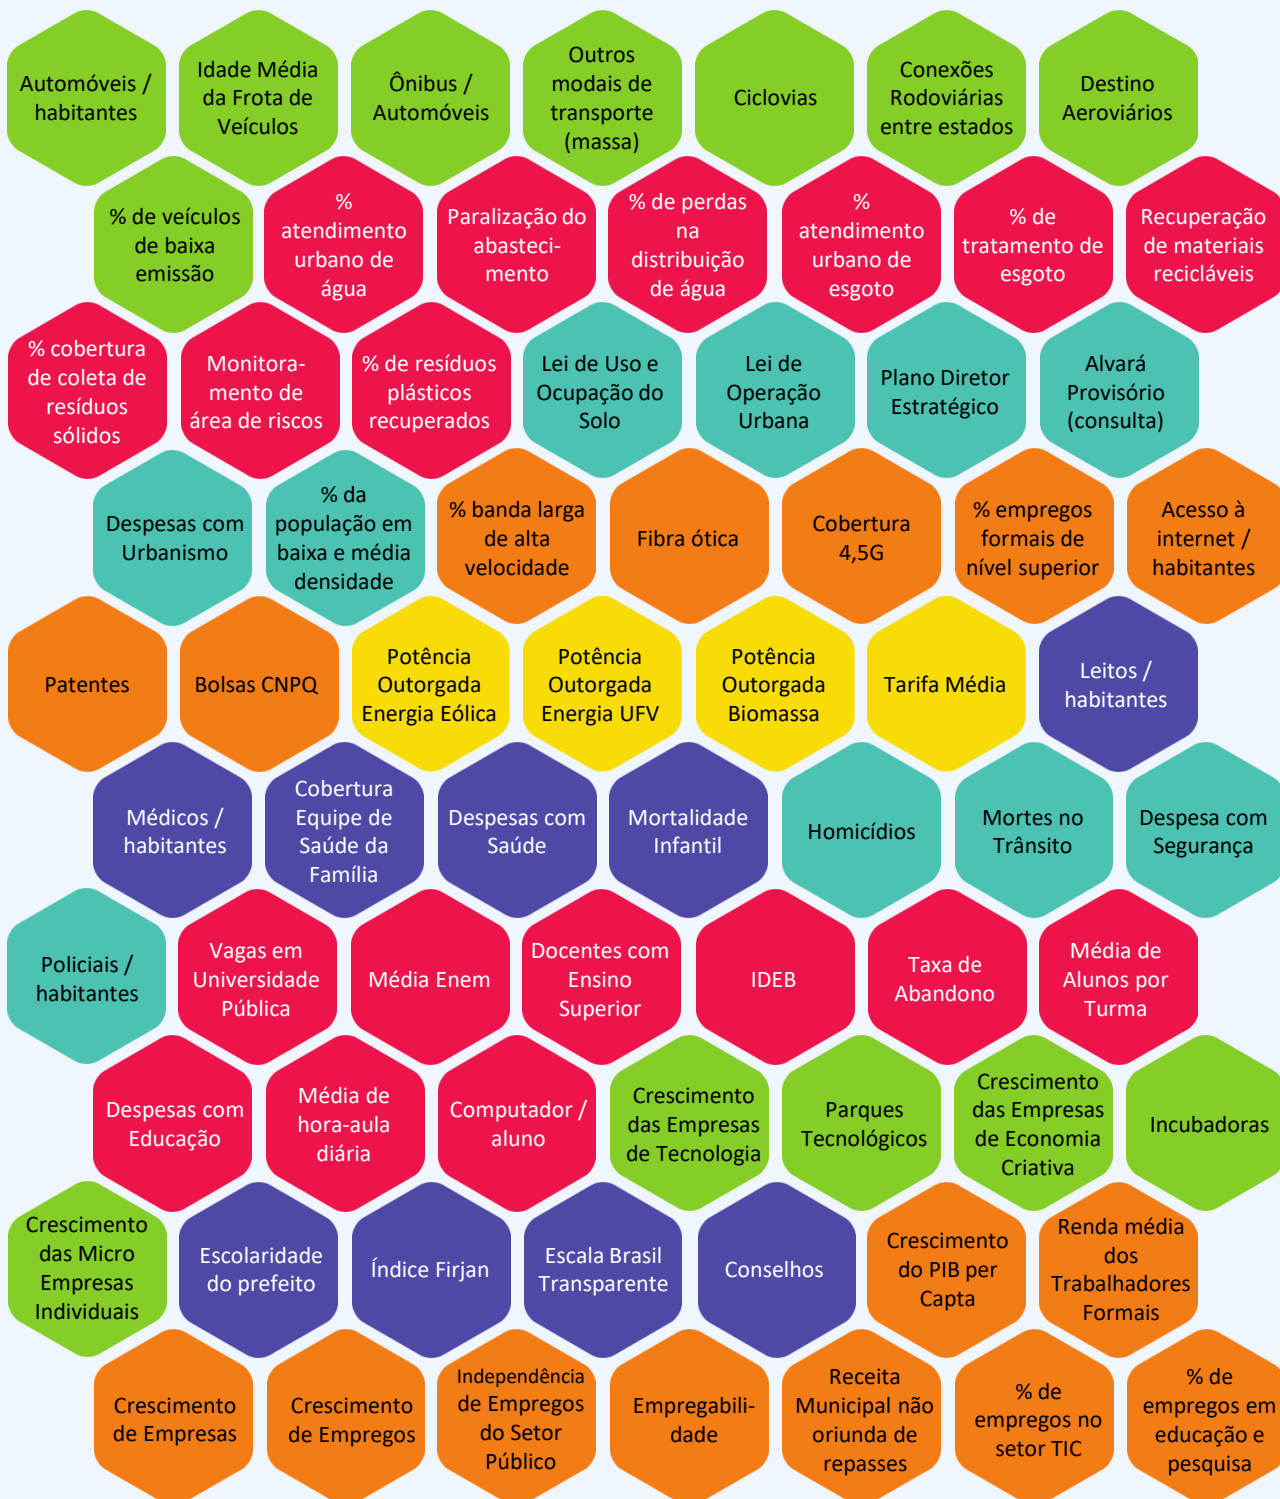 Automóveis /
habitantes
Idade Média
da Frota de
Veículos
Ônibus /
Automóveis
Outros
modais de
transporte
(massa)
Ciclovias
Conexões
Rodoviárias
entre estados
Destino
Aeroviários
% de veículos
de baixa
emissão
%
atendimento
urbano de
água
Paralização do
abasteci-
mento
% de perdas
na
distribuição
de água
%
atendimento
urbano de
esgoto
% de
tratamento de
esgoto
Recuperação
de materiais
recicláveis
% cobertura
de coleta de
resíduos
sólidos
Monitora-
mento de
área de riscos
% de resíduos
plásticos
recuperados
Lei de Uso e
Ocupação do
Solo
Lei de
Operação
Urbana
Plano Diretor
Estratégico
Alvará
Provisório
(consulta)
Despesas com
Urbanismo
% da
população em
baixa e média
densidade
% banda larga
de alta
velocidade
Fibra ótica
Cobertura
4,5G
% empregos
formais de
nível superior
Acesso à
internet /
habitantes
Patentes
Bolsas CNPQ
Potência
Outorgada
Energia Eólica
Potência
Outorgada
Energia UFV
Potência
Outorgada
Biomassa
Tarifa Média
Leitos /
habitantes
Médicos /
habitantes
Cobertura
Equipe de
Saúde da
Família
Despesas com
Saúde
Mortalidade
Infantil
Homicídios
Mortes no
Trânsito
Despesa com
Segurança
Policiais /
habitantes
Vagas em
Universidade
Pública
Média Enem
Docentes com
Ensino
Superior
IDEB
Taxa de
Abandono
Média de
Alunos por
Turma
Despesas com
Educação
Média de
hora-aula
diária
Computador /
aluno
Crescimento
das Empresas
de Tecnologia
Parques
Tecnológicos
Crescimento
das Empresas
de Economia
Criativa
Incubadoras
Crescimento
das Micro
Empresas
Individuais
Escolaridade
do prefeito
Índice Firjan
Escala Brasil
Transparente
Conselhos
Crescimento
do PIB per
Capta
Renda média
dos
Trabalhadores
Formais
Crescimento
de Empresas
Crescimento
de Empregos
Independência
de Empregos
do Setor
Público
Empregabili-
dade
Receita
Municipal não
oriunda de
repasses
% de
empregos no
setor TIC
% de
empregos em
educação e
pesquisa